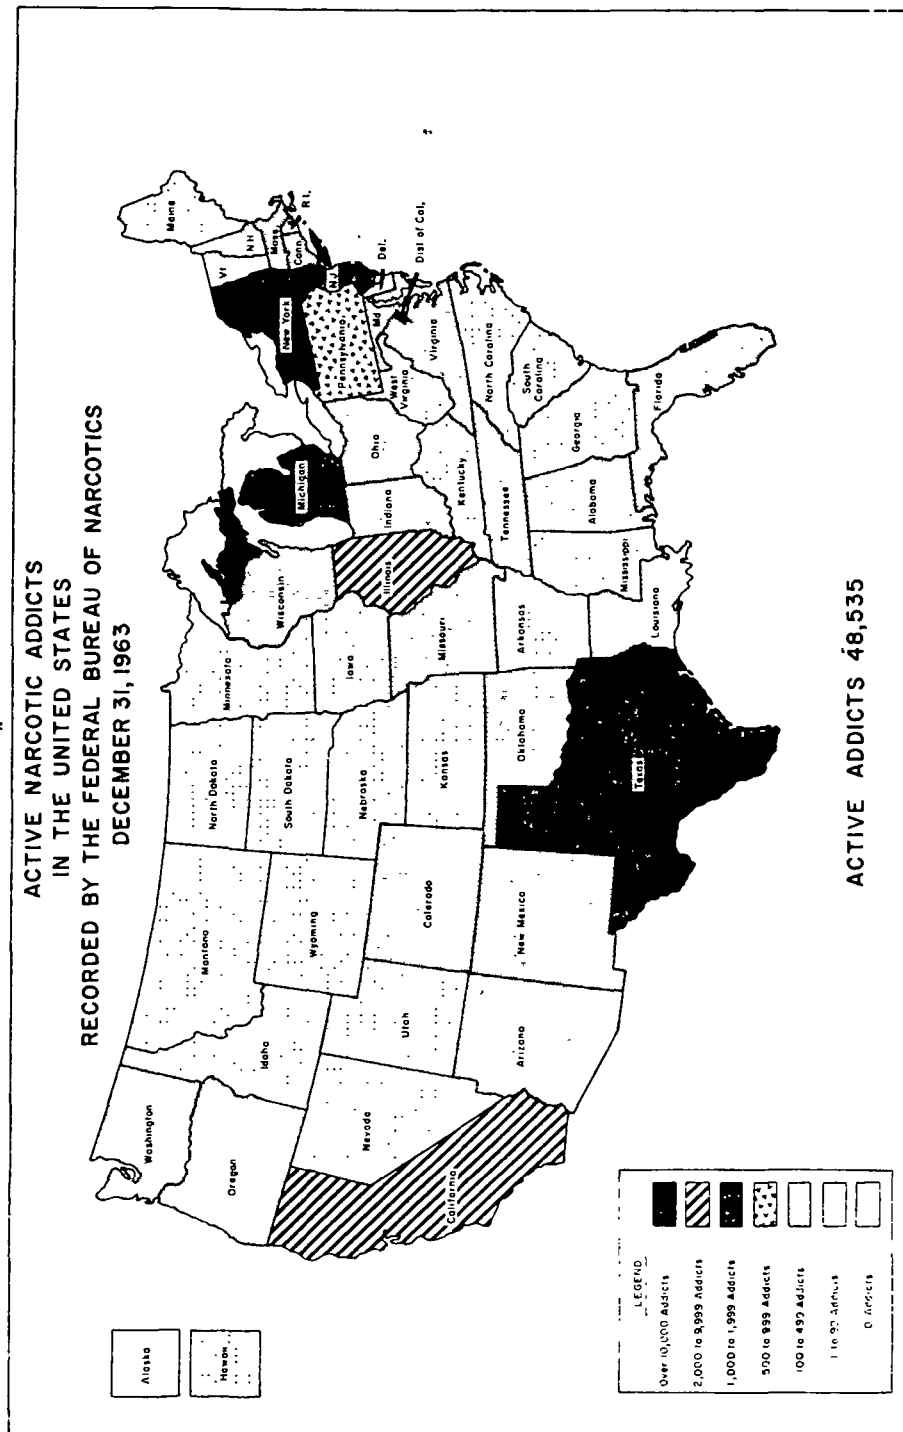 ACTIVE NARCOTIC ADDICTS
IN THE UNITED STATES
RECORDED BY THE FEDERAL BUREAU OF NARCOTICS
DECEMBER 31, 1963
Alaska
Hawaii
Washington
Oregon
California
Nevada
Idaho
Montana
Wyoming
Utah
Arizona
Colorado
New Mexico
North Dakota
South Dakota
Nebraska
Kansas
Oklahoma
Texas
Minnesota
Iowa
Missouri
Arkansas
Louisiana
Wisconsin
Illinois
Michigan
Indiana
Ohio
Kentucky
Tennessee
Mississippi
Alabama
Georgia
Florida
South
Carolina
North Carolina
Virginia
West
Virginia
Pennsylvania
New York
Md
Del.
Dist of Col.
N J
Conn
R I.
Mass
VT
N H
Maine
LEGEND
Over 10,000 Addicts
2,000 to 9,999 Addicts
1,000 to 1,999 Addicts
500 to 999 Addicts
100 to 499 Addicts
1 to 99 Addicts
0 Addicts
ACTIVE ADDICTS 48,535